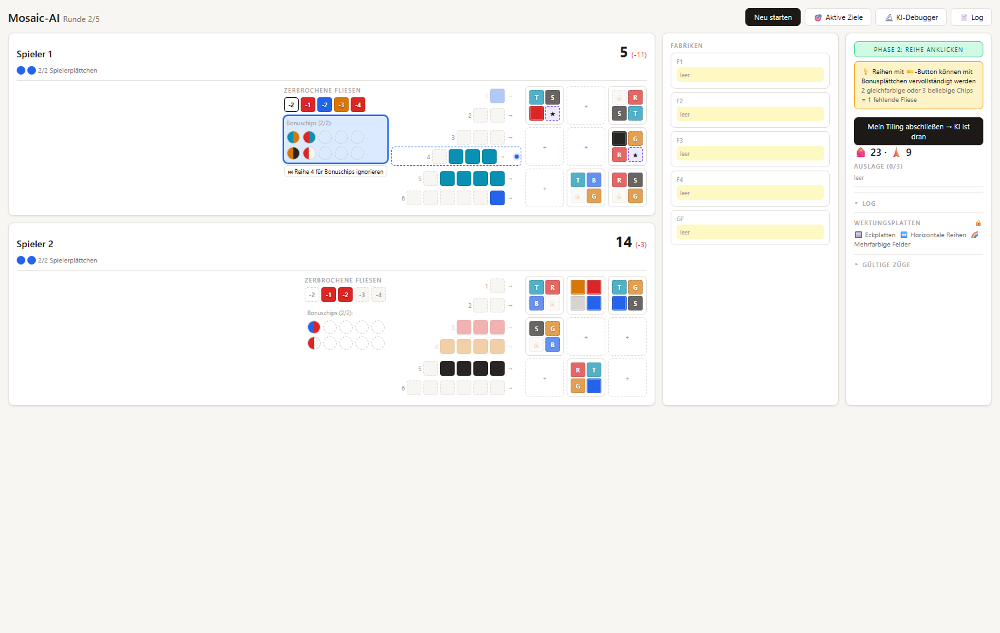 Mosaic-AI Runde 2/5
Neu starten
Aktive Ziele
KI-Debugger
Log
Spieler 1
5 (-11)
2/2 Spielerplättchen
ZERBROCHENE FLIESEN
-2 -1 -2 -3 -4
Bonuschips (2/2):
Reihe 4 für Bonuschips ignorieren
1 →
2 →
3 →
4 →
5 →
6 →
T S
★
+
R
S T
+
+
G
R ★
+
T B
G
R S
G
Spieler 2
14 (-3)
2/2 Spielerplättchen
ZERBROCHENE FLIESEN
-2 -1 -2 -3 -4
Bonuschips (2/2):
1 →
2 →
3 →
4 →
5 →
6 →
T R
B
T G
S
S G
B
+
+
+
R T
G
+
FABRIKEN
F1
leer
F2
leer
F3
leer
F4
leer
GF
leer
PHASE 2: REIHE ANKLICKEN
Reihen mit 🎫-Button können mit
Bonusplättchen vervollständigt werden
2 gleichfarbige oder 3 beliebige Chips
= 1 fehlende Fliese
Mein Tiling abschließen → KI ist
dran
23 · 9
AUSLAGE (0/3)
leer
LOG
WERTUNGSPLATTEN
Eckplatten Horizontale Reihen
Mehrfarbige Felder
GÜLTIGE ZÜGE